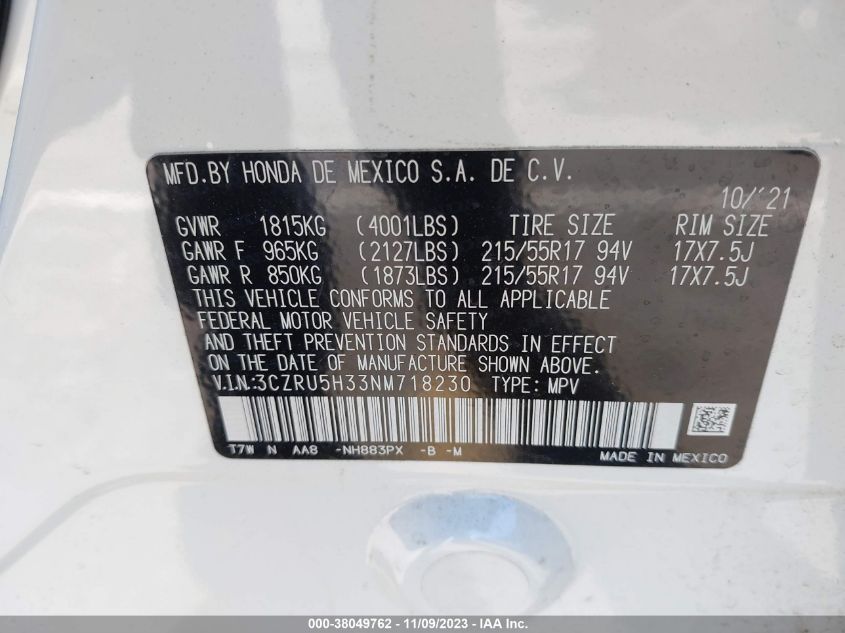 MFD.BY HONDA DE MEXICO S.A. DE C.V.
10/'21
GVWR 1815KG (4001LBS) TIRE SIZE RIM SIZE
GAWR F 965KG (2127LBS) 215/55R17 94V 17X7.5J
GAWR R 850KG (1873LBS) 215/55R17 94V 17X7.5J
THIS VEHICLE CONFORMS TO ALL APPLICABLE
FEDERAL MOTOR VEHICLE SAFETY
AND THEFT PREVENTION STANDARDS IN EFFECT
ON THE DATE OF MANUFACTURE SHOWN ABOVE.
V.I.N:3CZRU5H33NM718230 TYPE: MPV
T7W N AA8 -NH883PX -B -M
MADE IN MEXICO
000-38049762 - 11/09/2023 - IAA Inc.